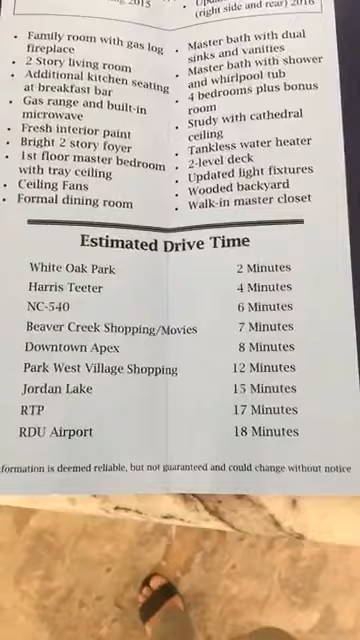 2015
(right side and rear) 2016
• Family room with gas log
fireplace
• 2 Story living room
• Additional kitchen seating
at breakfast bar
• Gas range and built-in
microwave
• Fresh interior paint
• Bright 2 story foyer
• 1st floor master bedroom
with tray ceiling
• Ceiling Fans
• Formal dining room
• Master bath with dual
sinks and vanities
• Master bath with shower
and whirlpool tub
• 4 bedrooms plus bonus
room
• Study with cathedral
ceiling
• Tankless water heater
• 2-level deck
• Updated light fixtures
• Wooded backyard
• Walk-in master closet
Estimated Drive Time
White Oak Park 2 Minutes
Harris Teeter 4 Minutes
NC-540 6 Minutes
Beaver Creek Shopping/Movies 7 Minutes
Downtown Apex 8 Minutes
Park West Village Shopping 12 Minutes
Jordan Lake 15 Minutes
RTP 17 Minutes
RDU Airport 18 Minutes
formation is deemed reliable, but not guaranteed and could change without notice